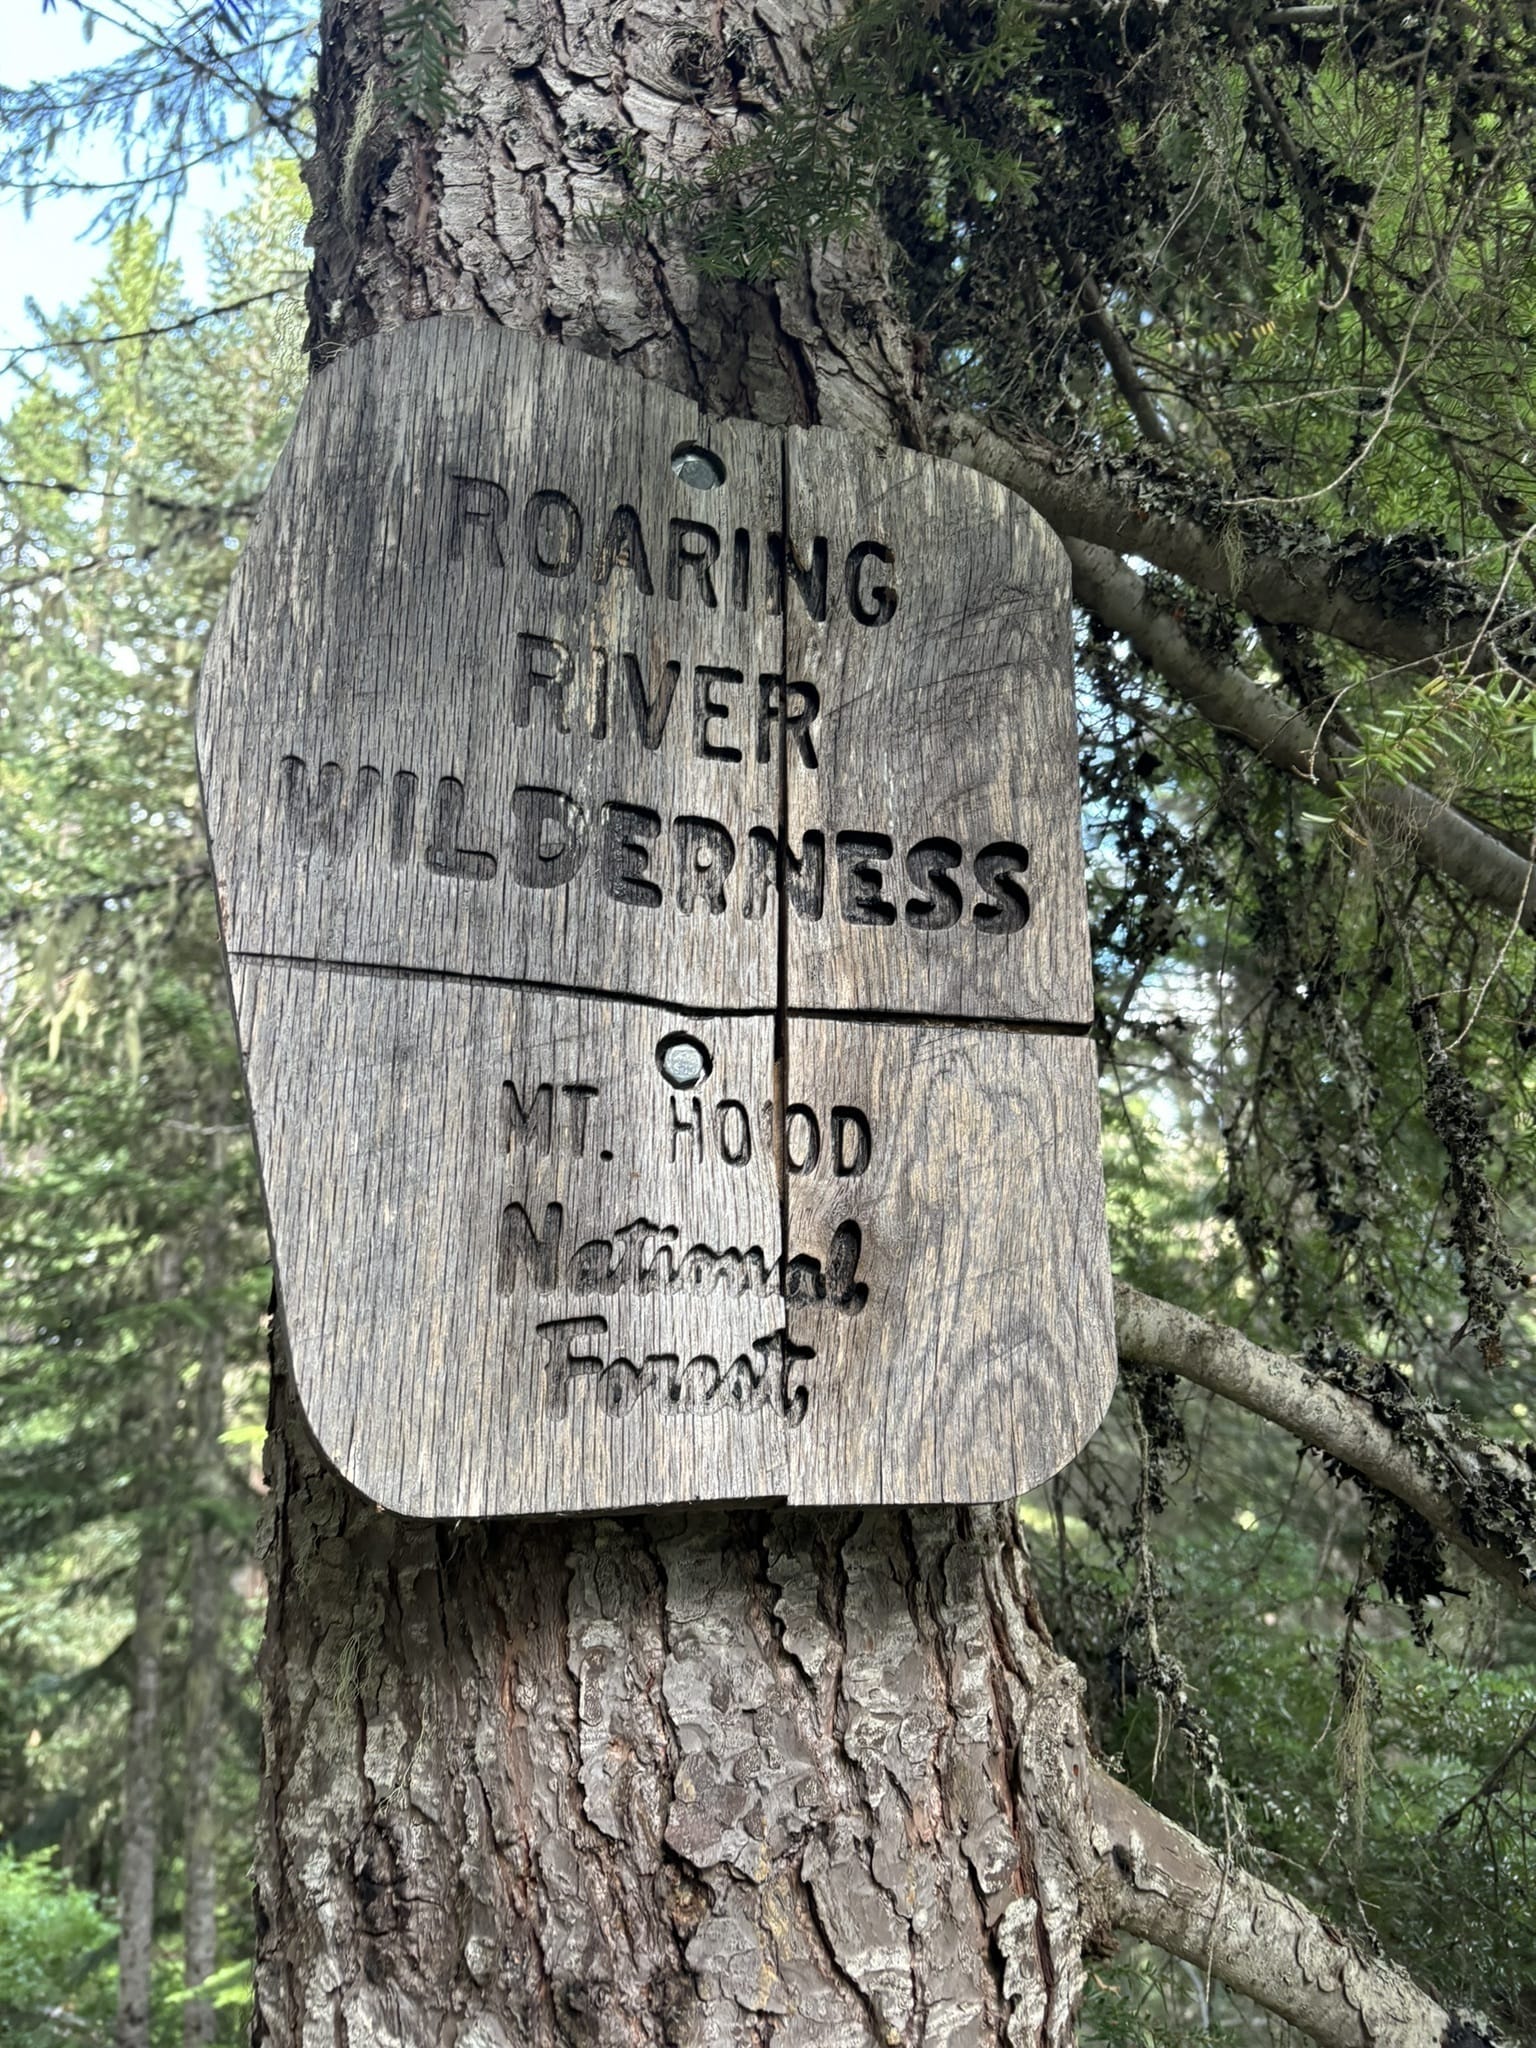 ROARING
RIVER
WILDERNESS
MT. HOOD
National
Forest